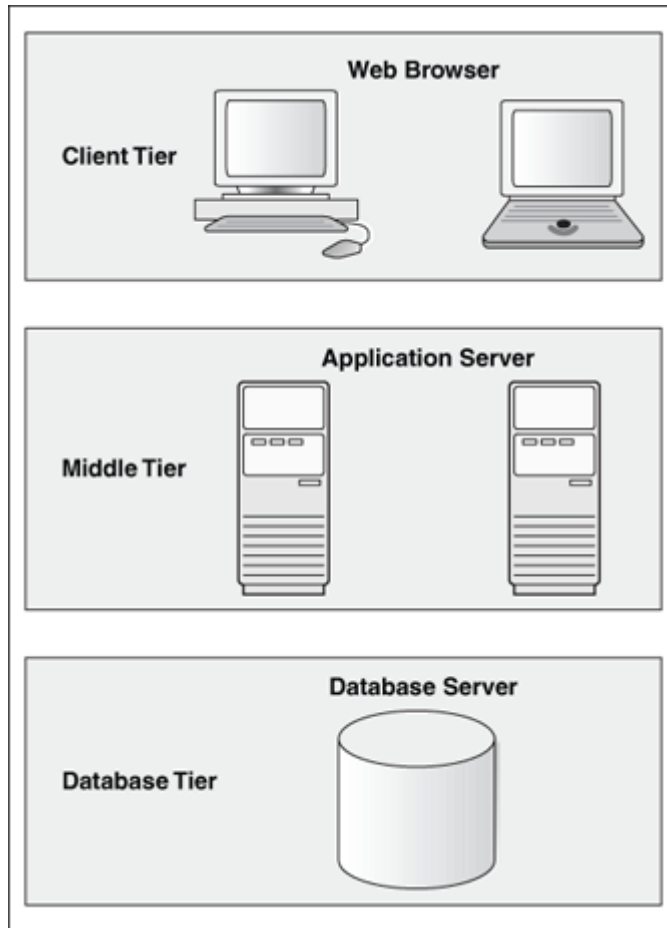 Web Browser
Client Tier
Application Server
Middle Tier
Database Server
Database Tier